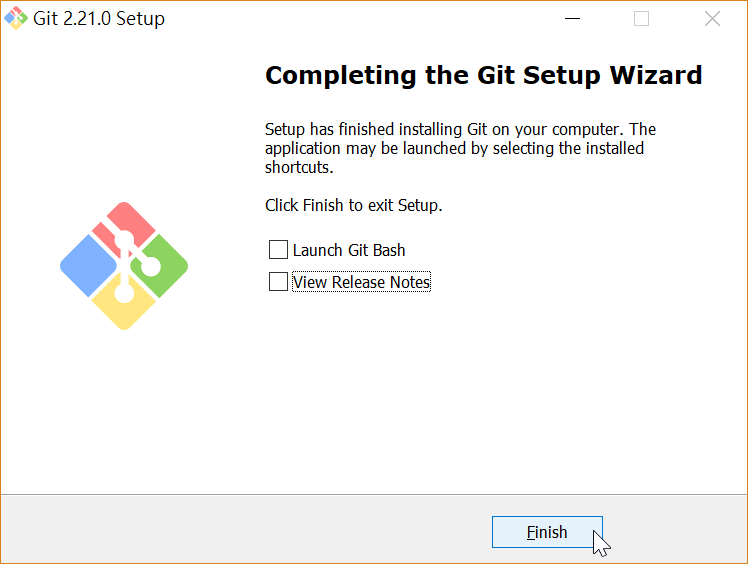 Git 2.21.0 Setup
Completing the Git Setup Wizard
Setup has finished installing Git on your computer. The
application may be launched by selecting the installed
shortcuts.
Click Finish to exit Setup.
Launch Git Bash
View Release Notes
Finish